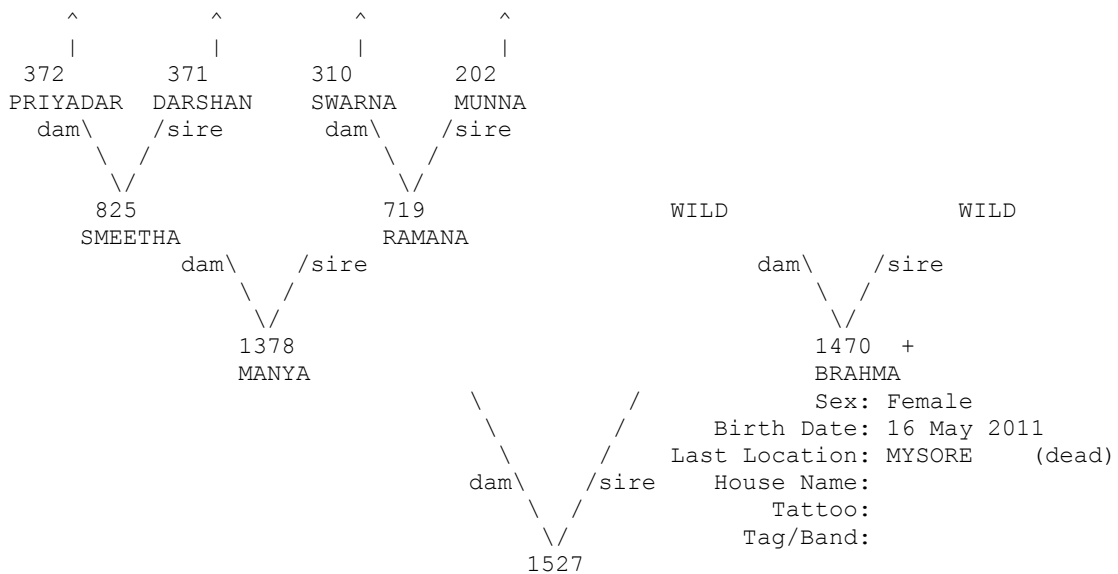 ^ ^ ^ ^
| | | |
372 371 310 202
PRIYADAR DARSHAN SWARNA MUNNA
dam\ /sire dam\ /sire
\ / \ /
\/ \/
825 719 WILD WILD
SMEETHA RAMANA
dam\ /sire dam\ /sire
\ / \ /
\/ \/
1378 1470 +
MANYA BRAHMA
\ / Sex: Female
\ / Birth Date: 16 May 2011
\ / Last Location: MYSORE (dead)
dam\ /sire House Name:
\ / Tattoo:
\/ Tag/Band:
1527